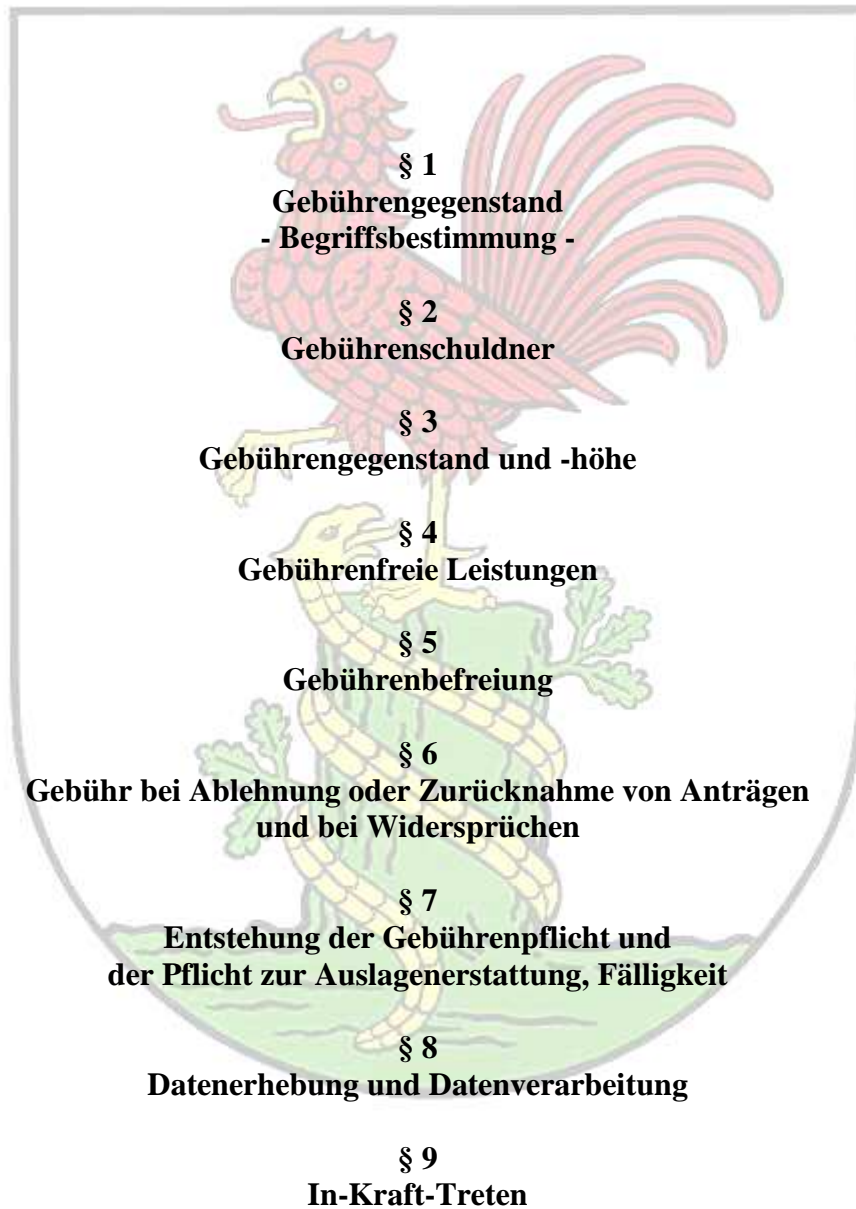 § 1
Gebührengegenstand
- Begriffsbestimmung -
§ 2
Gebührenschuldner
§ 3
Gebührengegenstand und -höhe
§ 4
Gebührenfreie Leistungen
§ 5
Gebührenbefreiung
§ 6
Gebühr bei Ablehnung oder Zurücknahme von Anträgen
und bei Widersprüchen
§ 7
Entstehung der Gebührenpflicht und
der Pflicht zur Auslagenerstattung, Fälligkeit
§ 8
Datenerhebung und Datenverarbeitung
§ 9
In-Kraft-Treten